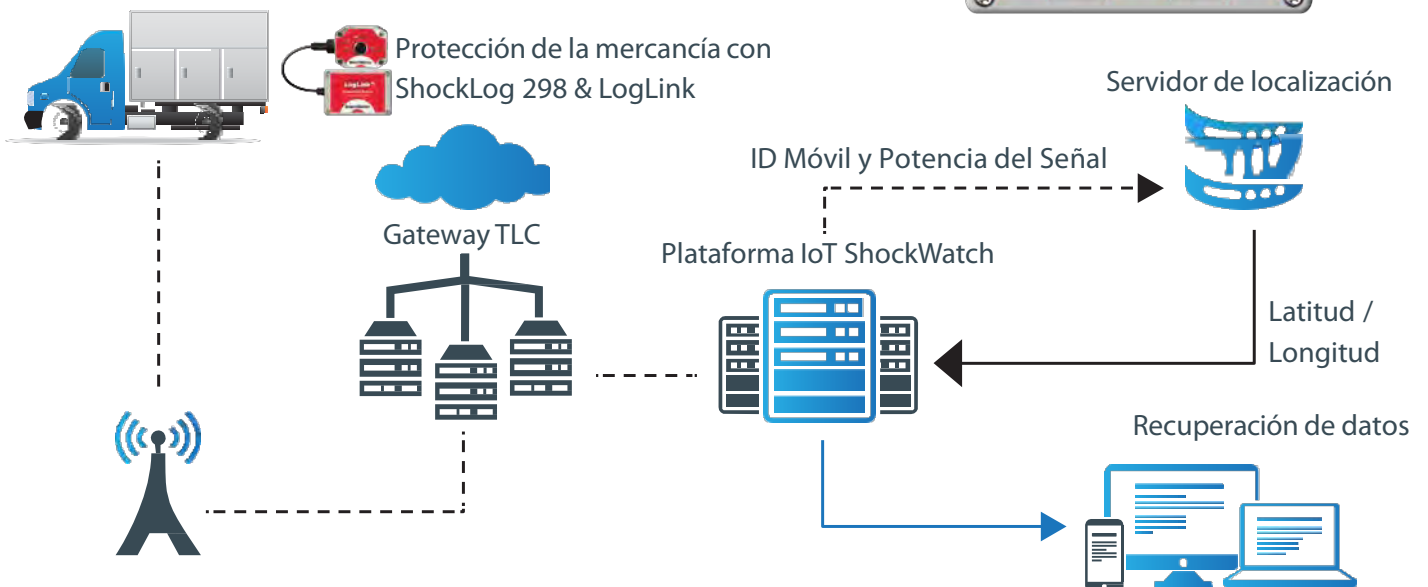 Protección de la mercancía con
ShockLog 298 & LogLink
Servidor de localización
ID Móvil y Potencia del Señal
Gateway TLC
Plataforma IoT ShockWatch
Latitud /
Longitud
Recuperación de datos
LogLink